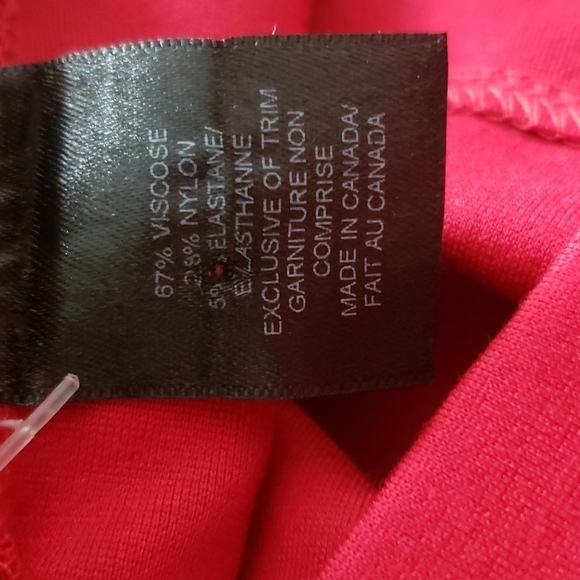 67% VISCOSE
28% NYLON
5% ELASTANE/
ELASTHANNE
EXCLUSIVE OF TRIM
GARNITURE NON
COMPRISE
MADE IN CANADA/
FAIT AU CANADA